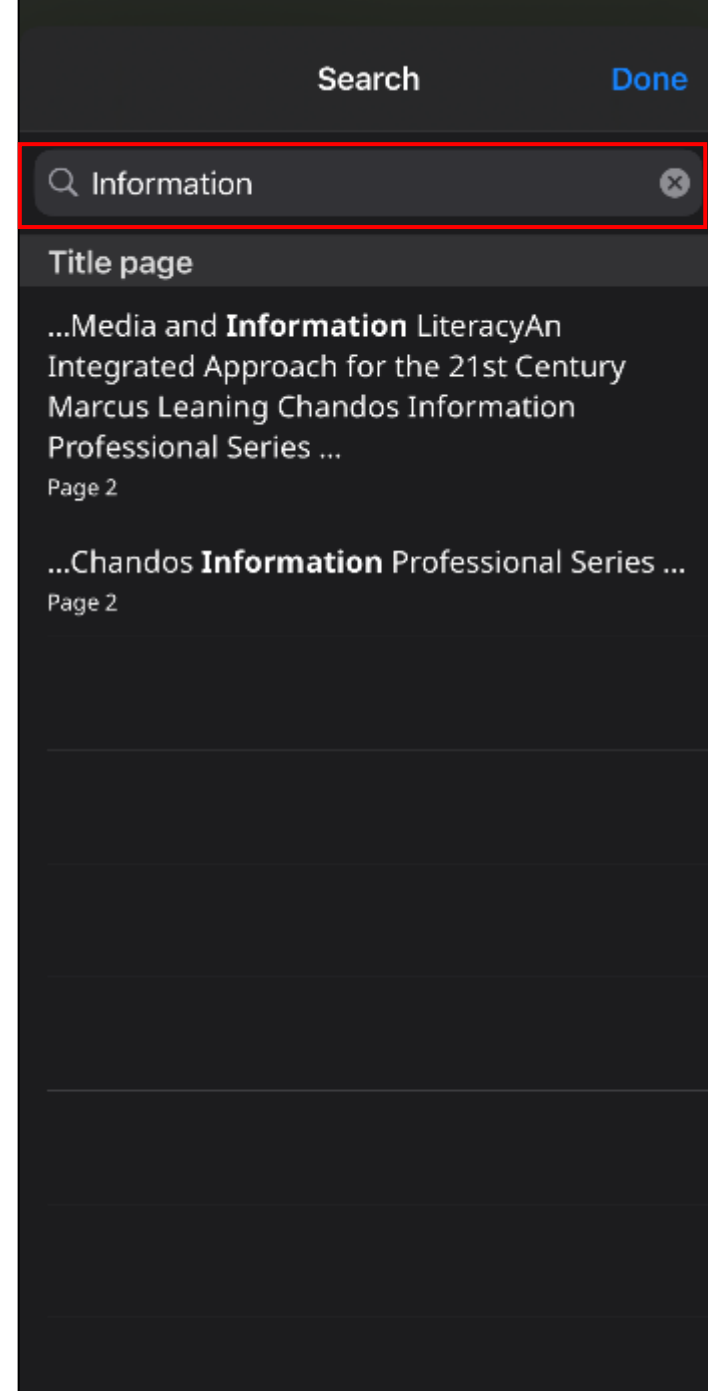 Search
Done
Information
Title page
...Media and Information LiteracyAn
Integrated Approach for the 21st Century
Marcus Leaning Chandos Information
Professional Series ...
Page 2
...Chandos Information Professional Series ...
Page 2